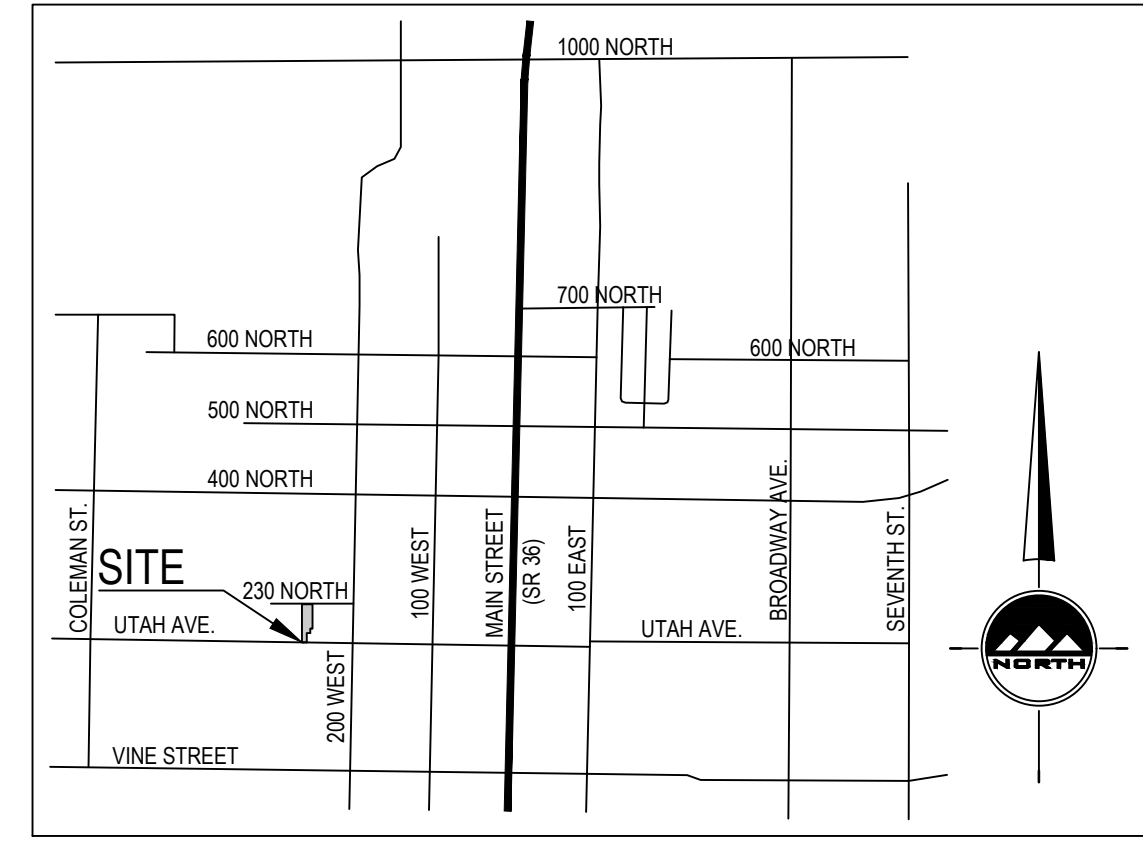 1000 NORTH
700 NORTH
600 NORTH
600 NORTH
500 NORTH
400 NORTH
COLEMAN ST.
SITE
230 NORTH
100 WEST
MAIN STREET
(SR 36)
100 EAST
BROADWAY AVE.
SEVENTH ST.
UTAH AVE.
UTAH AVE.
200 WEST
VINE STREET
NORTH